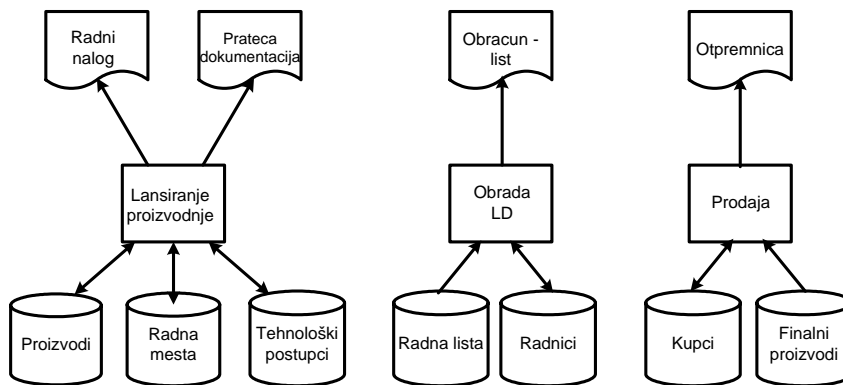 Radni
nalog
Prateca
dokumentacija
Obracun -
list
Otpremnica
Lansiranje
proizvodnje
Obrada
LD
Prodaja
Proizvodi
Radna
mesta
Tehnološki
postupci
Radna lista
Radnici
Kupci
Finalni
proizvodi